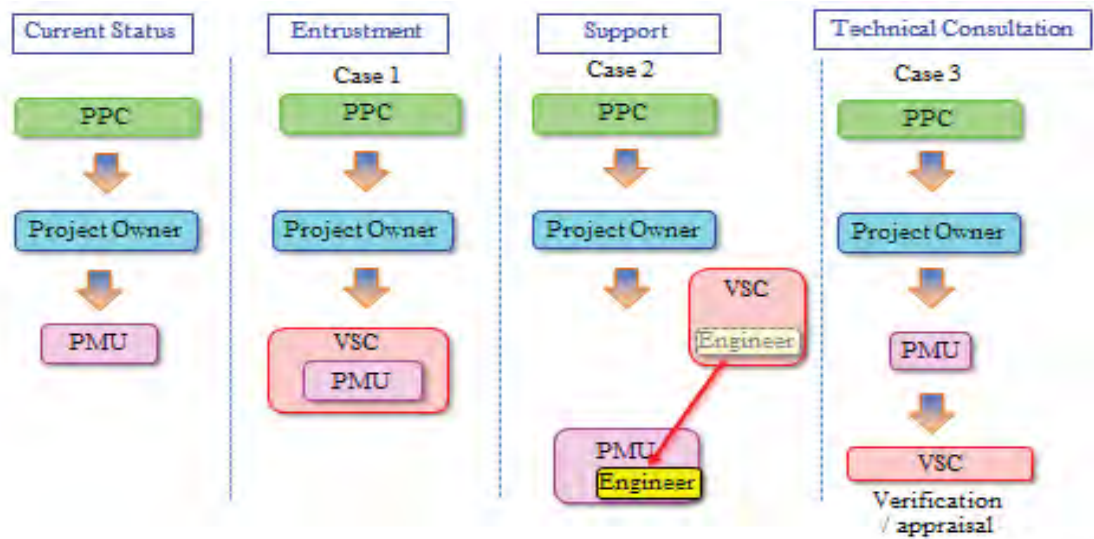 Current Status
PPC
Project Owner
PMU
Entrustment
Case 1
PPC
Project Owner
VSC
PMU
Support
Case 2
PPC
Project Owner
VSC
Engineer
PMU
Engineer
Technical Consultation
Case 3
PPC
Project Owner
PMU
VSC
Verification
/ appraisal